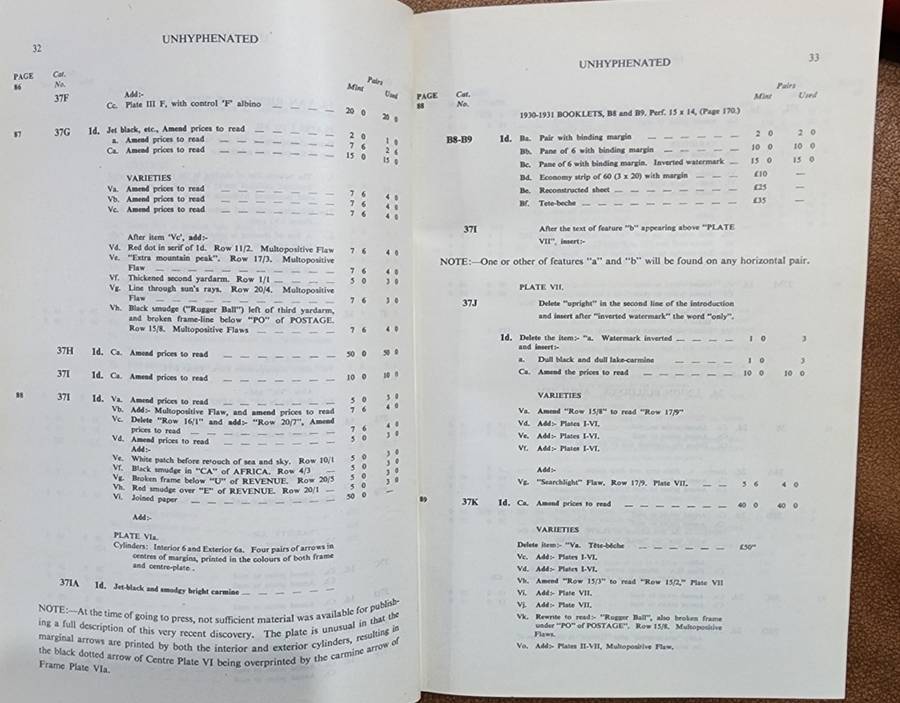 32
UNHYPHENATED
PAGE Cat. No. Pairs Mint Used
86
37F Add:-
Cc. Plate III F, with control 'F' albino 20 0 20 0
87 37G 1d. Jet black, etc., Amend prices to read 2 0 1 0
a. Amend prices to read 7 6 2 6
Ca. Amend prices to read 15 0 15 0
VARIETIES
Va. Amend prices to read 7 6 4 0
Vb. Amend prices to read 7 6 4 0
Vc. Amend prices to read 7 6 4 0
After item 'Vc', add:-
Vd. Red dot in serif of 1d. Row 11/2. Multopositive Flaw 7 6 4 0
Ve. "Extra mountain peak". Row 17/3. Multopositive
Flaw 7 6 4 0
Vf. Thickened second yardarm. Row 1/1 5 0 3 0
Vg. Line through sun's rays. Row 20/4. Multopositive
Flaw 7 6 3 0
Vh. Black smudge ("Rugger Ball") left of third yardarm,
and broken frame-line below "PO" of POSTAGE.
Row 15/8. Multopositive Flaws 7 6 4 0
37H 1d. Ca. Amend prices to read 50 0 50 0
37I 1d. Ca. Amend prices to read 10 0 10 0
88 37I 1d. Va. Amend prices to read 5 0 3 0
Vb. Add:- Multopositive Flaw, and amend prices to read 7 6 4 0
Vc. Delete "Row 16/1" and add:- "Row 20/7", Amend
prices to read 7 6 4 0
Vd. Amend prices to read 5 0 3 0
Add:-
Ve. White patch before retouch of sea and sky. Row 10/1 5 0 3 0
Vf. Black smudge in "CA" of AFRICA. Row 4/3 5 0 3 0
Vg. Broken frame below "U" of REVENUE. Row 20/5 5 0 3 0
Vh. Red smudge over "E" of REVENUE. Row 20/1 5 0 3 0
Vi. Joined paper 50 0 —
Add:-
PLATE VIa.
Cylinders: Interior 6 and Exterior 6a. Four pairs of arrows in
centres of margins, printed in the colours of both frame
and centre-plate.
37IA 1d. Jet-black and smudgy bright carmine
NOTE:—At the time of going to press, not sufficient material was available for publish-
ing a full description of this very recent discovery. The plate is unusual in that the
marginal arrows are printed by both the interior and exterior cylinders, resulting in
the black dotted arrow of Centre Plate VI being overprinted by the carmine arrow of
Frame Plate VIa.
UNHYPHENATED
33
PAGE Cat. No. Pairs Mint Used
88
1930-1931 BOOKLETS, B8 and B9, Perf. 15 x 14, (Page 170.)
B8-B9 1d. Ba. Pair with binding margin 2 0 2 0
Bb. Pane of 6 with binding margin 10 0 10 0
Bc. Pane of 6 with binding margin. Inverted watermark 15 0 15 0
Bd. Economy strip of 60 (3 x 20) with margin £10 —
Be. Reconstructed sheet £25 —
Bf. Tete-beche £35 —
37I After the text of feature "b" appearing above "PLATE
VII", insert:-
NOTE:—One or other of features "a" and "b" will be found on any horizontal pair.
PLATE VII.
37J Delete "upright" in the second line of the introduction
and insert after "inverted watermark" the word "only".
1d. Delete the item:- "a. Watermark inverted 1 0 3
and insert:-
a. Dull black and dull lake-carmine 1 0 3
Ca. Amend the prices to read 10 0 10 0
VARIETIES
Va. Amend "Row 15/8" to read "Row 17/9"
Vd. Add:- Plates I-VI.
Ve. Add:- Plates I-VI.
Vf. Add:- Plates I-VI.
Add:-
Vg. "Searchlight" Flaw. Row 17/9. Plate VII. 5 6 4 0
89 37K 1d. Ca. Amend prices to read 40 0 40 0
VARIETIES
Delete item:- "Va. Tête-bêche £50"
Vc. Add:- Plates I-VI.
Vd. Add:- Plates I-VI.
Vh. Amend "Row 15/3" to read "Row 15/2," Plate VII
Vi. Add:- Plate VII.
Vj. Add:- Plate VII.
Vk. Rewrite to read:- "Rugger Ball", also broken frame
under "PO" of POSTAGE". Row 15/8. Multopositive
Flaws.
Vo. Add:- Plates II-VII, Multopositive Flaw.